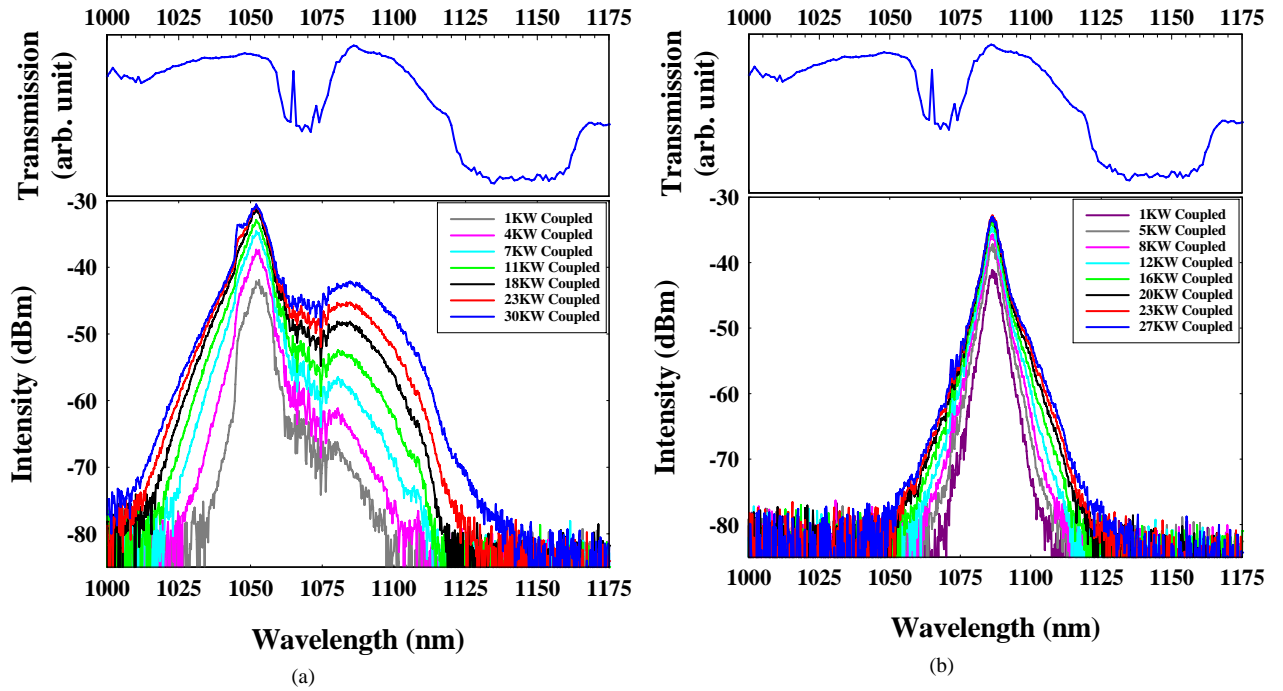 1000 1025 1050 1075 1100 1125 1150 1175
Transmission
(arb. unit)
-30
-40
-50
-60
-70
-80
Intensity (dBm)
1KW Coupled
4KW Coupled
7KW Coupled
11KW Coupled
18KW Coupled
23KW Coupled
30KW Coupled
1000 1025 1050 1075 1100 1125 1150 1175
Wavelength (nm)
(a)
1000 1025 1050 1075 1100 1125 1150 1175
Transmission
(arb. unit)
-30
-40
-50
-60
-70
-80
Intensity (dBm)
1KW Coupled
5KW Coupled
8KW Coupled
12KW Coupled
16KW Coupled
20KW Coupled
23KW Coupled
27KW Coupled
1000 1025 1050 1075 1100 1125 1150 1175
Wavelength (nm)
(b)